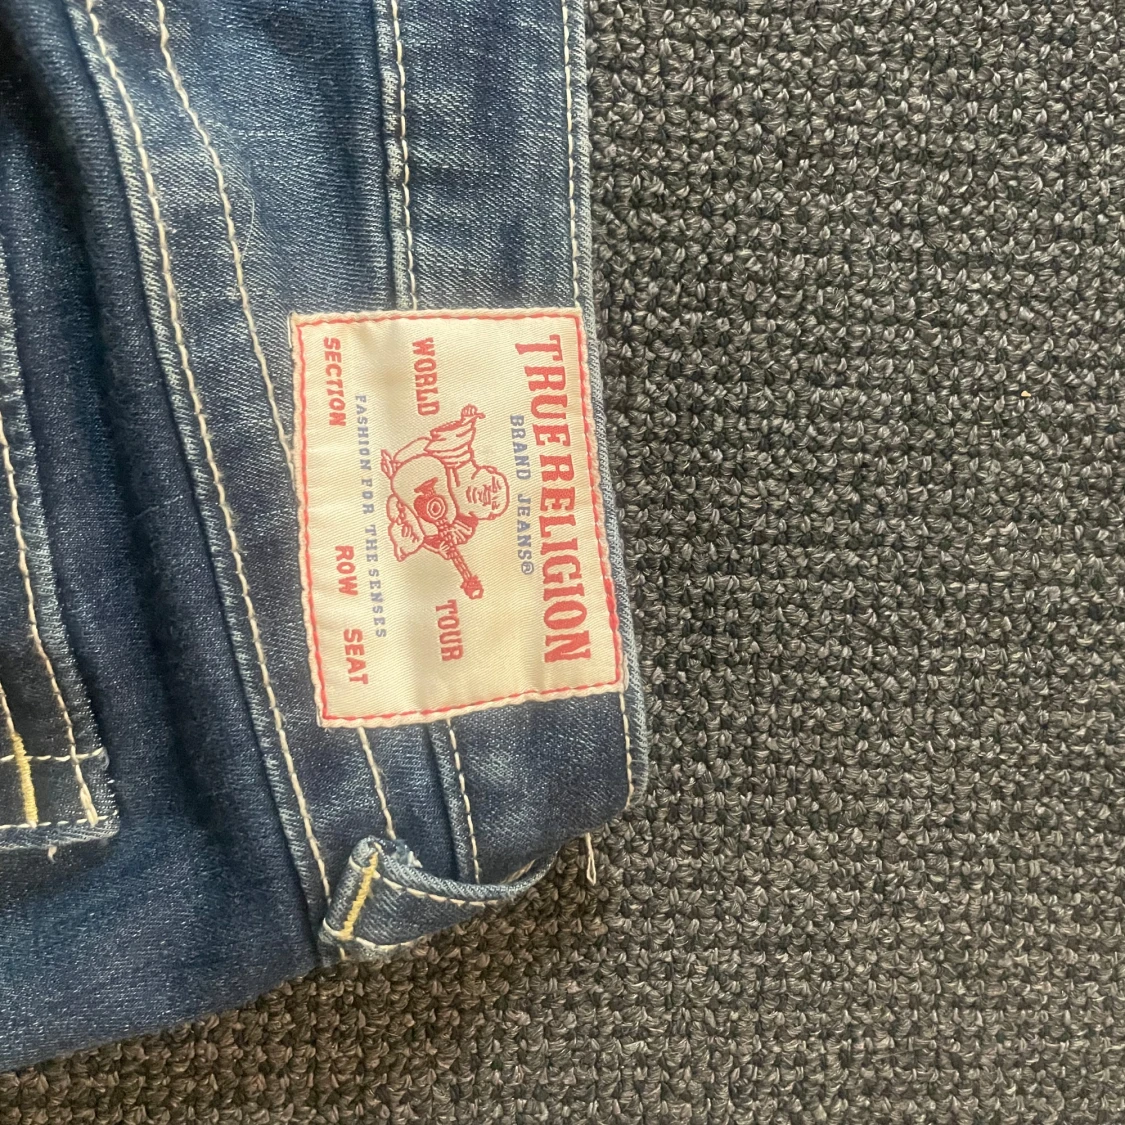 TRUE RELIGION
BRAND JEANS®
WORLD TOUR
FASHION FOR THE SENSES
SECTION ROW SEAT